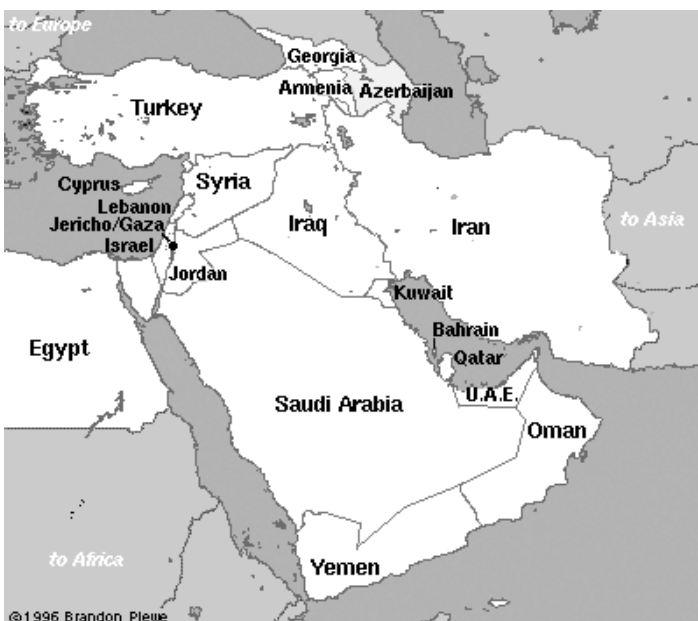 to Europe
Georgia
Armenia
Azerbaijan
Turkey
Cyprus
Syria
Lebanon
Jericho/Gaza
Israel
Iraq
Iran
to Asia
Jordan
Kuwait
Egypt
Bahrain
Qatar
Saudi Arabia
U.A.E.
Oman
to Africa
Yemen
©1996 Brandon Plewe